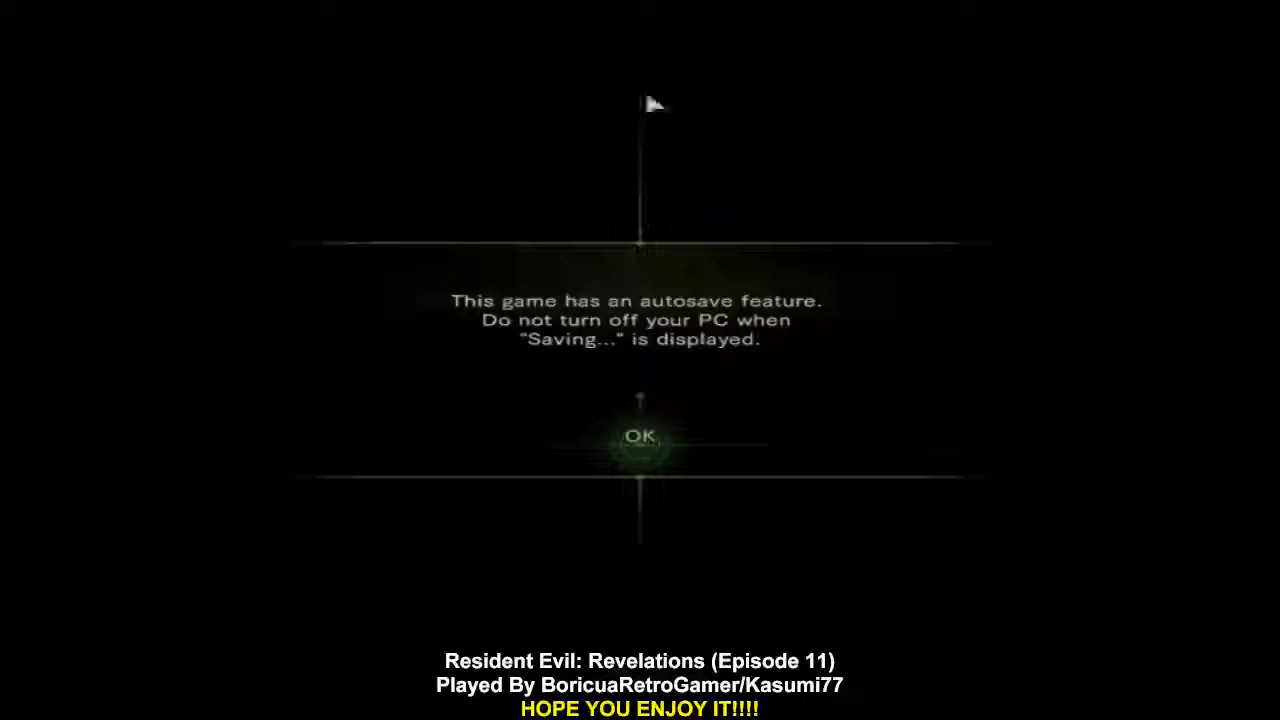 This game has an autosave feature.
Do not turn off your PC when
"Saving..." is displayed.
OK
Resident Evil: Revelations (Episode 11)
Played By BoricuaRetroGamer/Kasumi77
HOPE YOU ENJOY IT!!!!